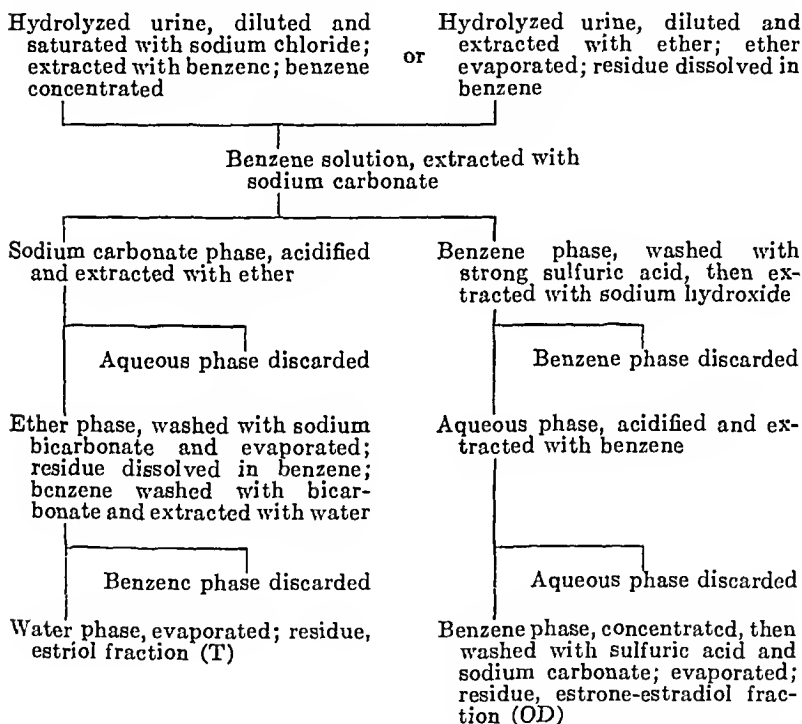 Hydrolyzed urine, diluted and
saturated with sodium chloride;
extracted with benzenc; benzene
concentrated
or
Hydrolyzed urine, diluted and
extracted with ether; ether
evaporated; residue dissolved in
benzene
Benzene solution, extracted with
sodium carbonate
Sodium carbonate phase, acidified
and extracted with ether
Benzene phase, washed with
strong sulfuric acid, then ex-
tracted with sodium hydroxide
Aqueous phase discarded
Benzene phase discarded
Ether phase, washed with sodium
bicarbonate and evaporated;
residue dissolved in benzene;
bcnzene washed with bicar-
bonate and extracted with water
Aqueous phase, acidified and ex-
tracted with benzene
Benzenc phase discarded
Aqueous phase discarded
Water phase, evaporated; residue,
estriol fraction (T)
Benzene phase, concentratcd, then
washed with sulfuric acid and
sodium carbonate; evaporated;
residue, estrone-estradiol frac-
tion (OD)